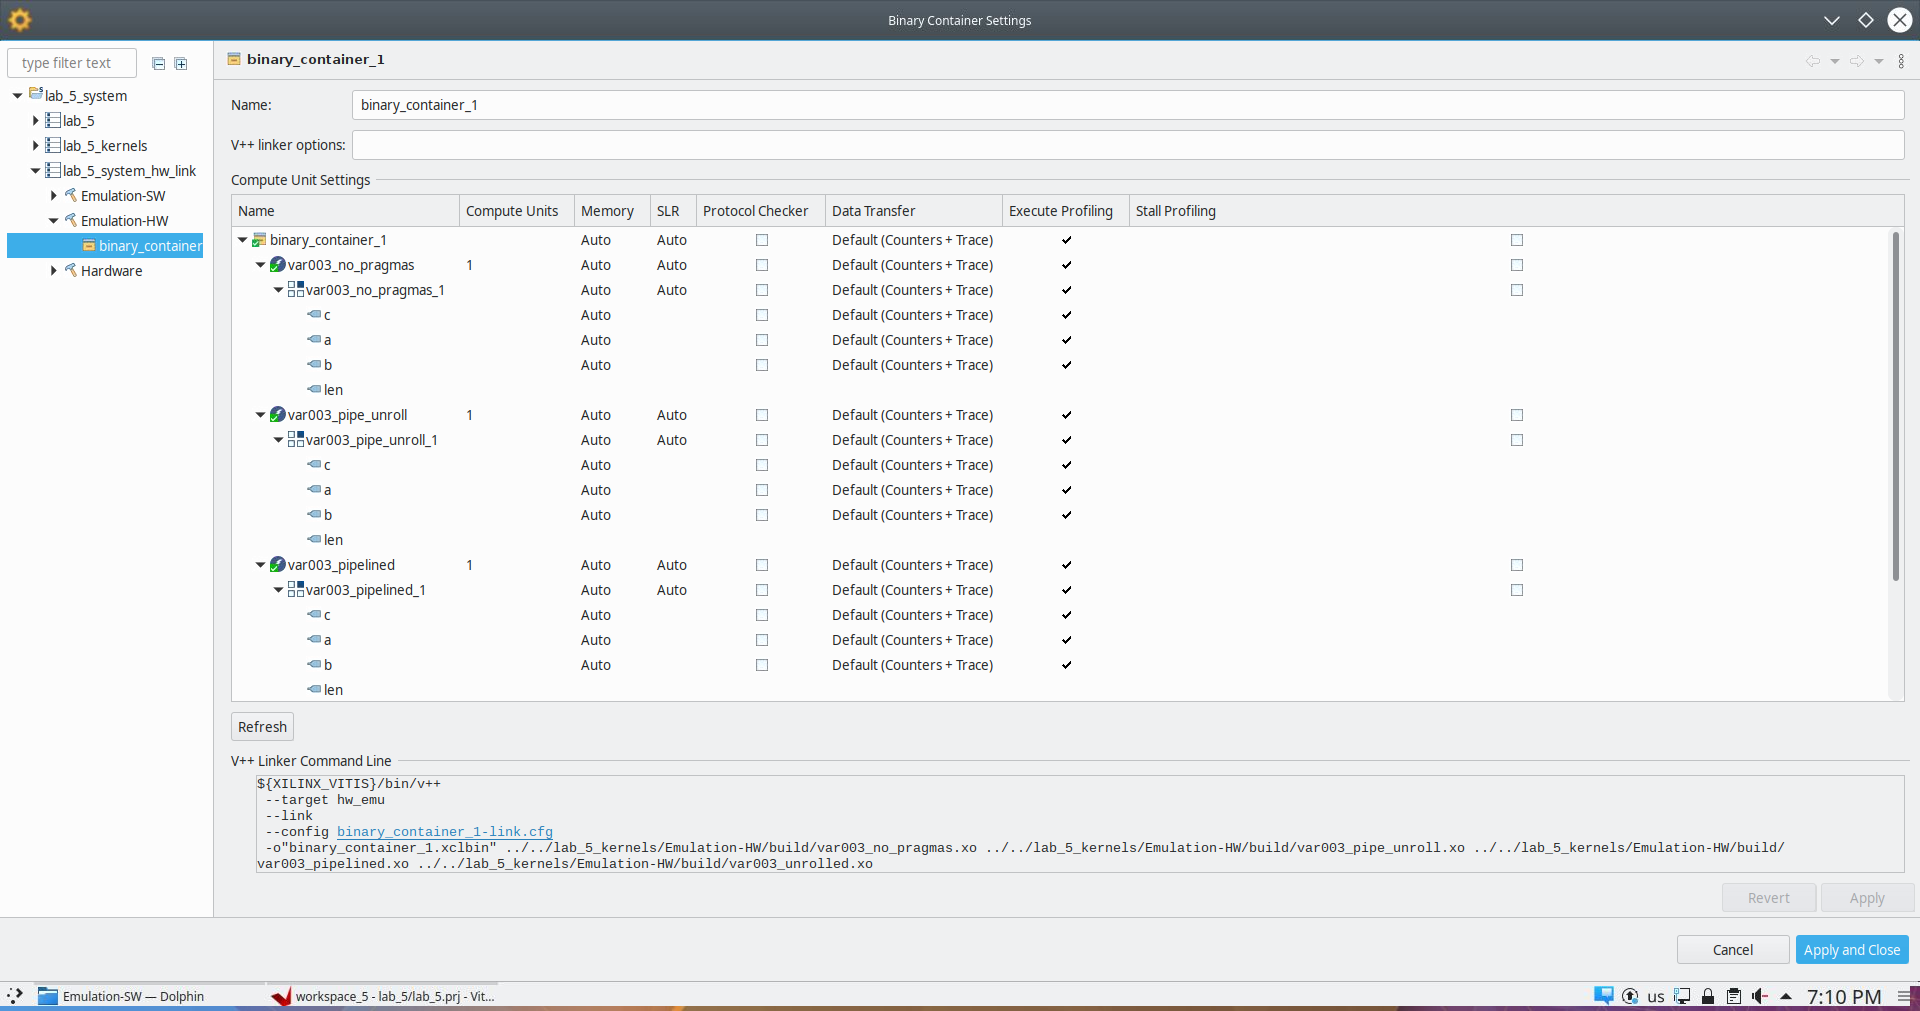 Binary Container Settings
type filter text
lab_5_system
lab_5
lab_5_kernels
lab_5_system_hw_link
Emulation-SW
Emulation-HW
binary_container
Hardware
binary_container_1
Name: binary_container_1
V++ linker options:
Compute Unit Settings
Name Compute Units Memory SLR Protocol Checker Data Transfer Execute Profiling Stall Profiling
binary_container_1 Auto Auto Default (Counters + Trace)
var003_no_pragmas 1 Auto Auto Default (Counters + Trace)
var003_no_pragmas_1 Auto Auto Default (Counters + Trace)
c Auto Default (Counters + Trace)
a Auto Default (Counters + Trace)
b Auto Default (Counters + Trace)
len
var003_pipe_unroll 1 Auto Auto Default (Counters + Trace)
var003_pipe_unroll_1 Auto Auto Default (Counters + Trace)
c Auto Default (Counters + Trace)
a Auto Default (Counters + Trace)
b Auto Default (Counters + Trace)
len
var003_pipelined 1 Auto Auto Default (Counters + Trace)
var003_pipelined_1 Auto Auto Default (Counters + Trace)
c Auto Default (Counters + Trace)
a Auto Default (Counters + Trace)
b Auto Default (Counters + Trace)
len
Refresh
V++ Linker Command Line
${XILINX_VITIS}/bin/v++
--target hw_emu
--link
--config binary_container_1-link.cfg
-o"binary_container_1.xclbin" ../../lab_5_kernels/Emulation-HW/build/var003_no_pragmas.xo ../../lab_5_kernels/Emulation-HW/build/var003_pipe_unroll.xo ../../lab_5_kernels/Emulation-HW/build/
var003_pipelined.xo ../../lab_5_kernels/Emulation-HW/build/var003_unrolled.xo
Revert Apply
Cancel Apply and Close
Emulation-SW — Dolphin workspace_5 - lab_5/lab_5.prj - Vit... us 7:10 PM